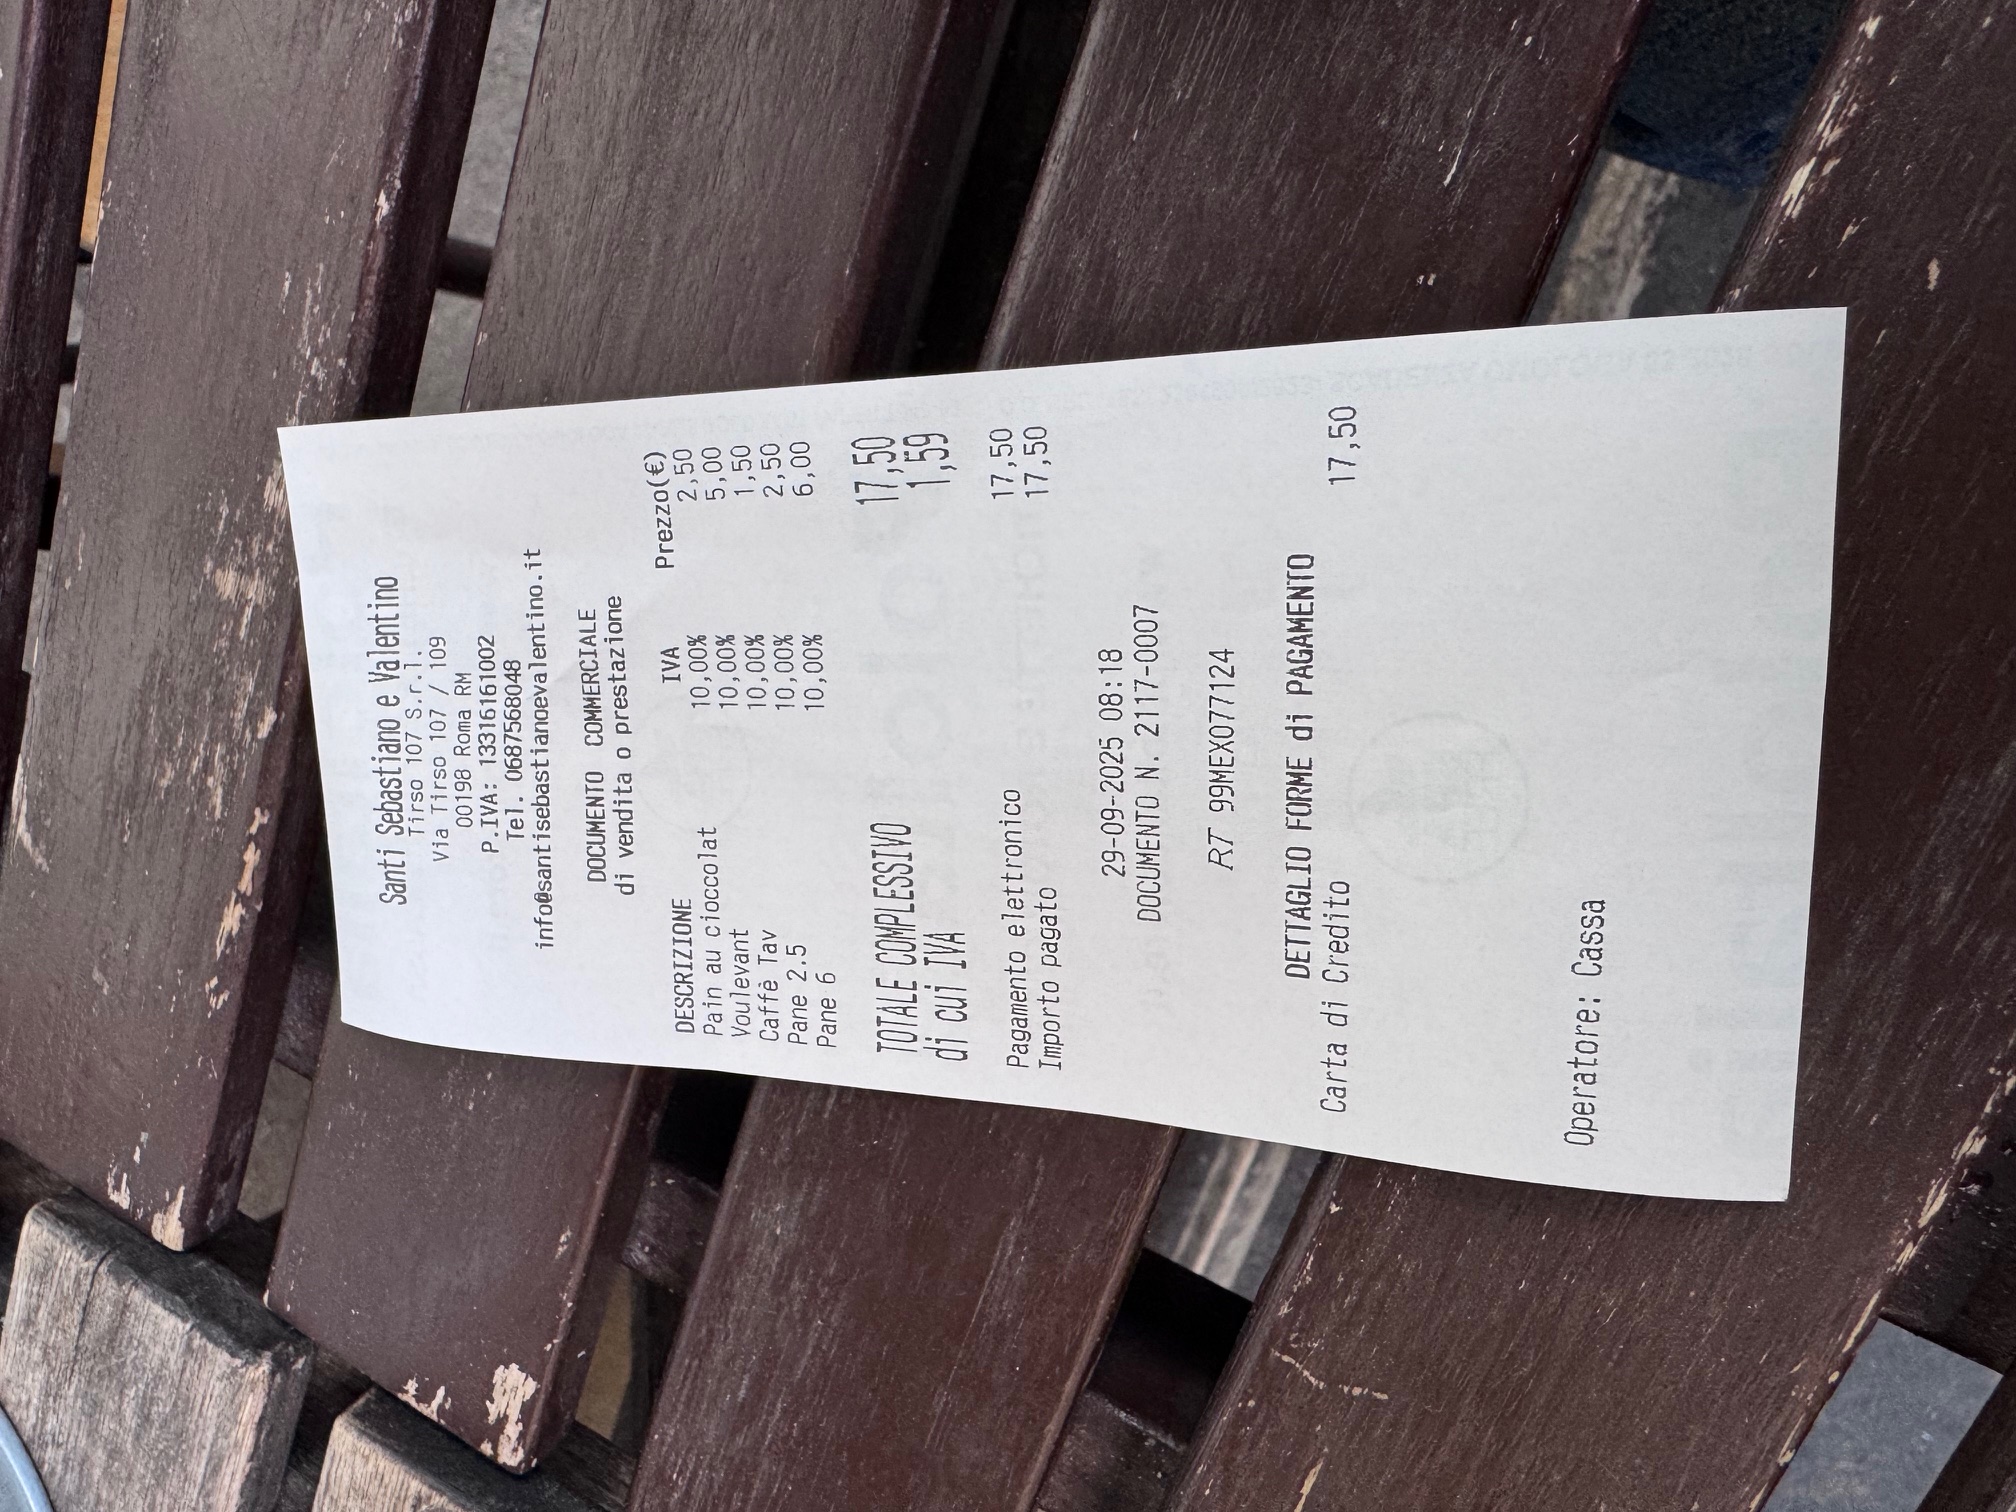 Santi Sebastiano e Valentino
Tirso 107 S.r.l.
Via Tirso 107 / 109
00198 Roma RM
P.IVA: 13316161002
Tel. 0687568048
info@santisebastianoevalentino.it
DOCUMENTO COMMERCIALE
di vendita o prestazione
DESCRIZIONE IVA Prezzo(€)
Pain au cioccolat 10,00% 2,50
Voulevant 10,00% 5,00
Caffè Tav 10,00% 1,50
Pane 2.5 10,00% 2,50
Pane 6 10,00% 6,00
TOTALE COMPLESSIVO 17,50
di cui IVA 1,59
Pagamento elettronico 17,50
Importo pagato 17,50
29-09-2025 08:18
DOCUMENTO N. 2117-0007
RT 99MEX077124
DETTAGLIO FORME di PAGAMENTO
Carta di Credito 17,50
Operatore: Cassa